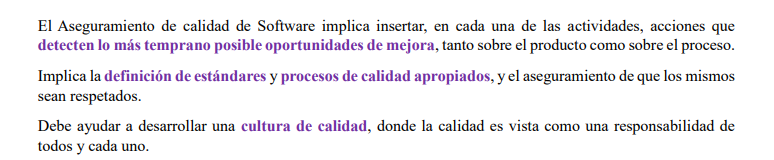 El Aseguramiento de calidad de Software implica insertar, en cada una de las actividades, acciones que
detecten lo más temprano posible oportunidades de mejora, tanto sobre el producto como sobre el proceso.
Implica la definición de estándares y procesos de calidad apropiados, y el aseguramiento de que los mismos
sean respetados.
Debe ayudar a desarrollar una cultura de calidad, donde la calidad es vista como una responsabilidad de
todos y cada uno.